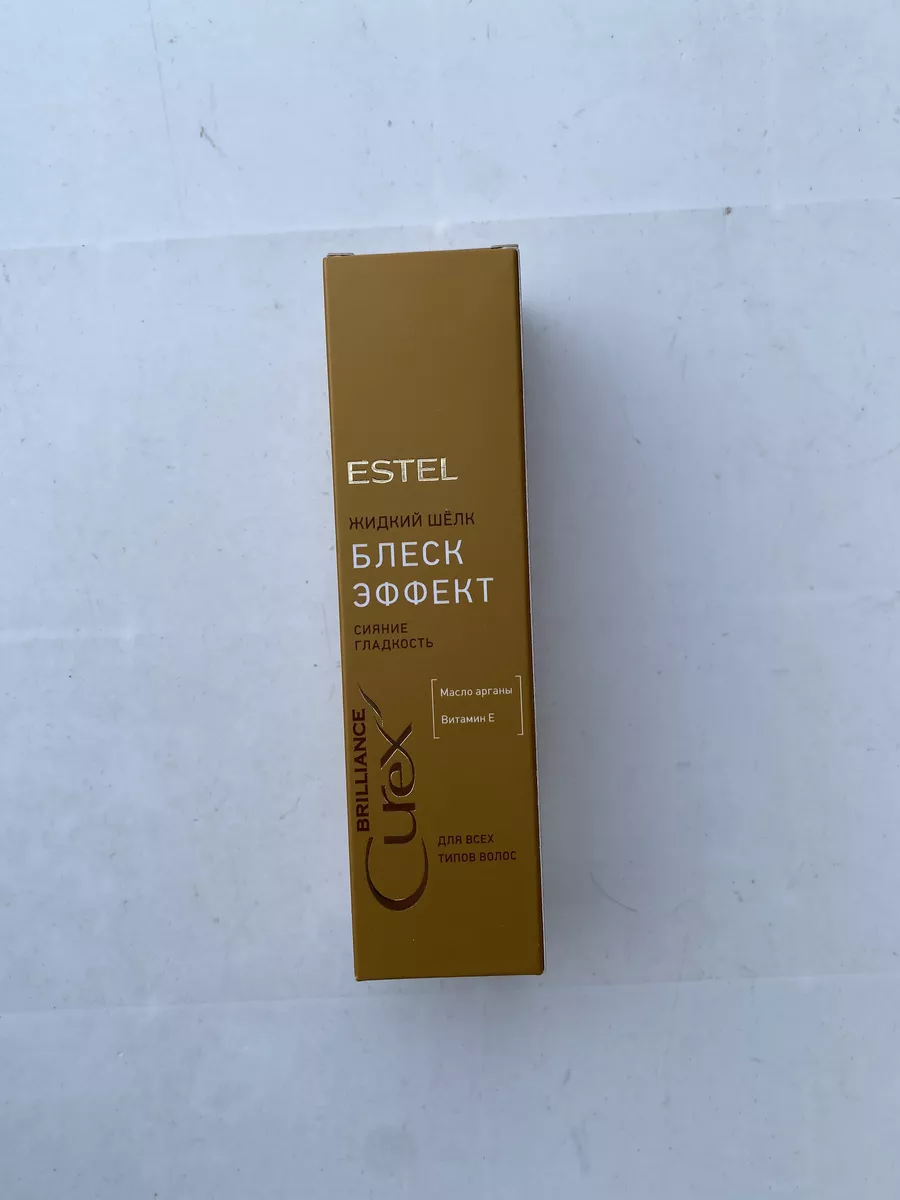 ESTEL
ЖИДКИЙ ШЁЛК
БЛЕСК
ЭФФЕКТ
СИЯНИЕ
ГЛАДКОСТЬ
Масло арганы
Витамин Е
BRILLIANCE
CureX
ДЛЯ ВСЕХ
ТИПОВ ВОЛОС